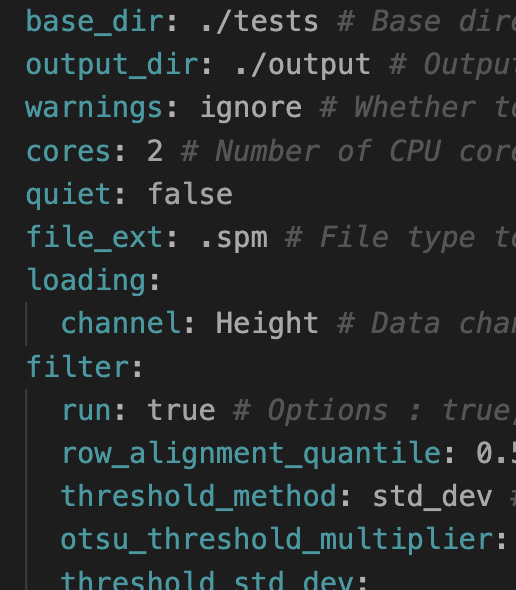 base_dir: ./tests # Base dire
output_dir: ./output # Output
warnings: ignore # Whether to
cores: 2 # Number of CPU core
quiet: false
file_ext: .spm # File type to
loading:
  channel: Height # Data chan
filter:
  run: true # Options : true,
  row_alignment_quantile: 0.5
  threshold_method: std_dev #
  otsu_threshold_multiplier:
  threshold_std_dev: